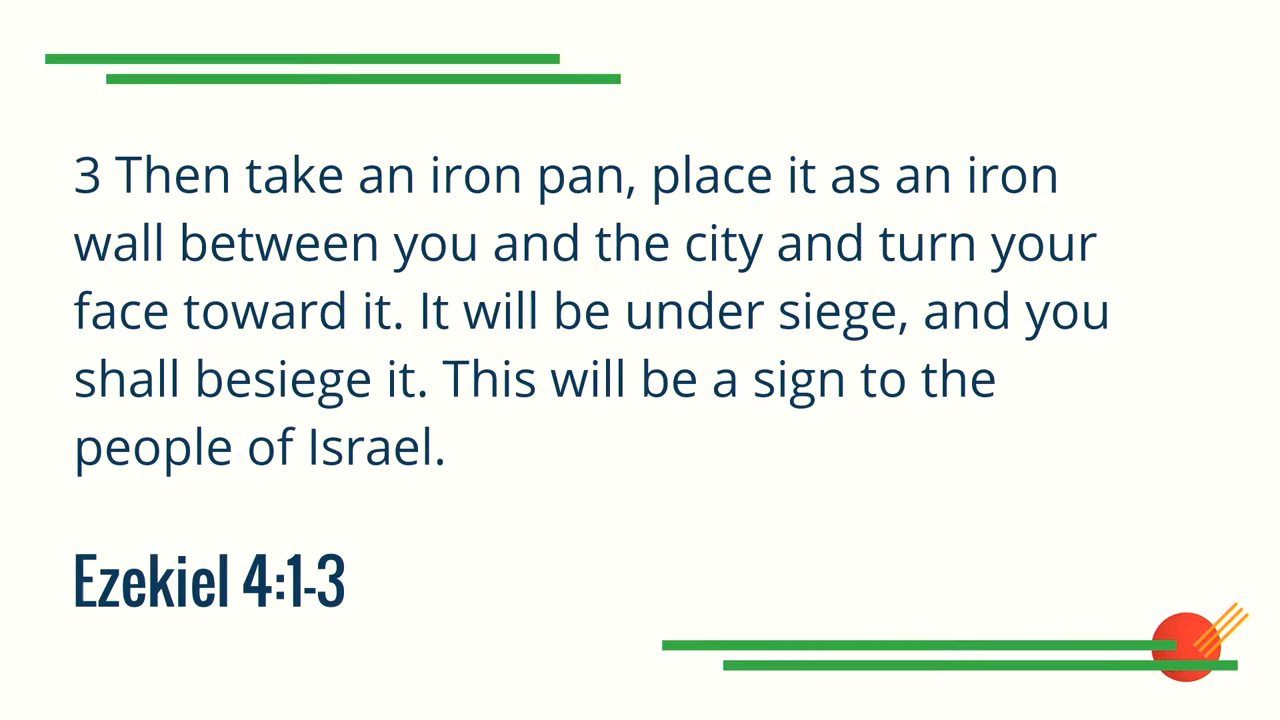 3 Then take an iron pan, place it as an iron
wall between you and the city and turn your
face toward it. It will be under siege, and you
shall besiege it. This will be a sign to the
people of Israel.
Ezekiel 4:1-3